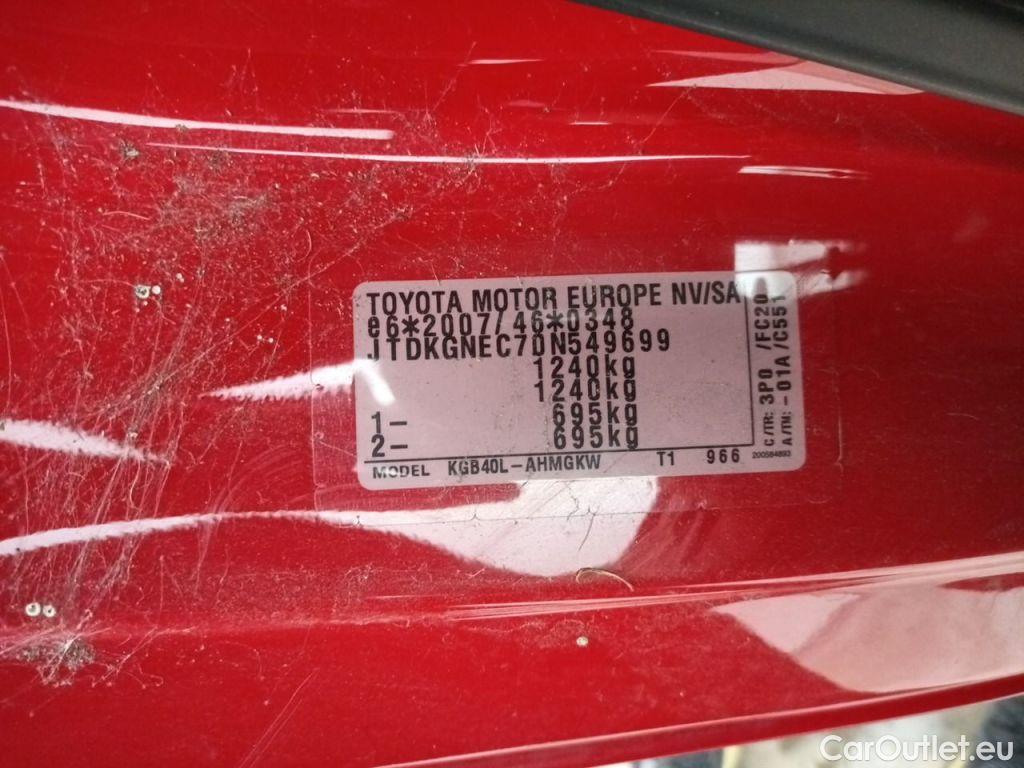 TOYOTA MOTOR EUROPE NV/SA
e6*2007/46*0348
JTDKGNEC7DN549699
1240kg
1240kg
1- 695kg
2- 695kg
MODEL KGB40L-AHMGKW T1 966
C/TR: 3P0 /FC20
A/TM: -01A /C551
200584893
CarOutlet.eu